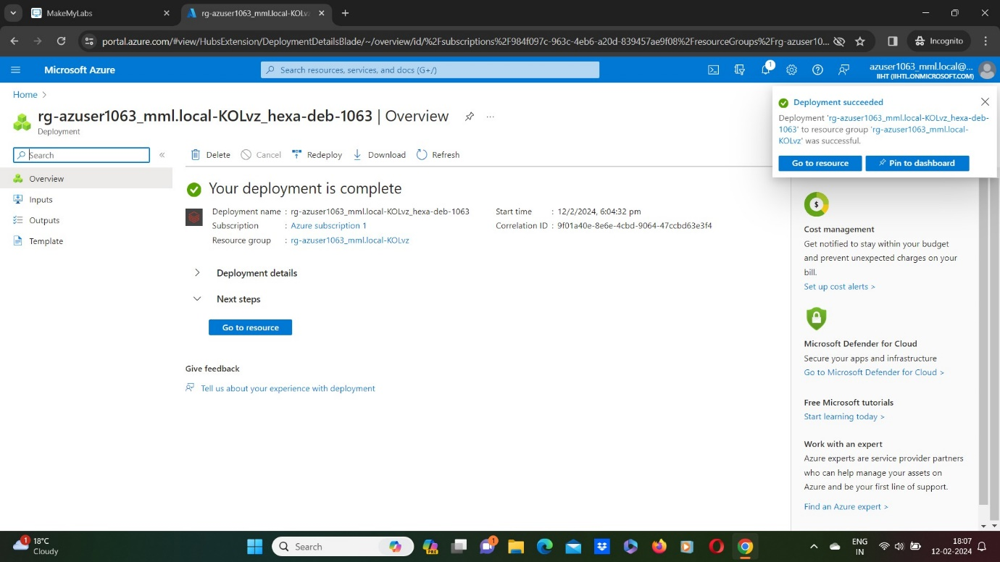 MakeMyLabs
rg-azuser1063_mml.local-KOLvz
portal.azure.com/#view/HubsExtension/DeploymentDetailsBlade/~/overview/id/%2Fsubscriptions%2F984f097c-963c-4eb6-a20d-839457ae9f08%2FresourceGroups%2Frg-azuser10...
Incognito
Microsoft Azure
Search resources, services, and docs (G+/)
1
azuser1063_mml.local@...
IIHT (IIHTLONMICROSOFT.COM)
Home
rg-azuser1063_mml.local-KOLvz_hexa-deb-1063 | Overview
Deployment
Deployment succeeded
Deployment 'rg-azuser1063_mml.local-KOLvz_hexa-deb-
1063' to resource group 'rg-azuser1063_mml.local-
KOLvz' was successful.
Go to resource
Pin to dashboard
Search
Delete
Cancel
Redeploy
Download
Refresh
Overview
Inputs
Outputs
Template
Your deployment is complete
Deployment name : rg-azuser1063_mml.local-KOLvz_hexa-deb-1063
Subscription : Azure subscription 1
Resource group : rg-azuser1063_mml.local-KOLvz
Start time : 12/2/2024, 6:04:32 pm
Correlation ID : 9f01a40e-8e6e-4cbd-9064-47ccbd63e3f4
Deployment details
Next steps
Go to resource
Give feedback
Tell us about your experience with deployment
$
Cost management
Get notified to stay within your budget
and prevent unexpected charges on your
bill.
Set up cost alerts >
Microsoft Defender for Cloud
Secure your apps and infrastructure
Go to Microsoft Defender for Cloud >
Free Microsoft tutorials
Start learning today >
Work with an expert
Azure experts are service provider partners
who can help manage your assets on
Azure and be your first line of support.
Find an Azure expert >
1
18°C
Cloudy
Search
PRE
1
ENG
IN
18:07
12-02-2024